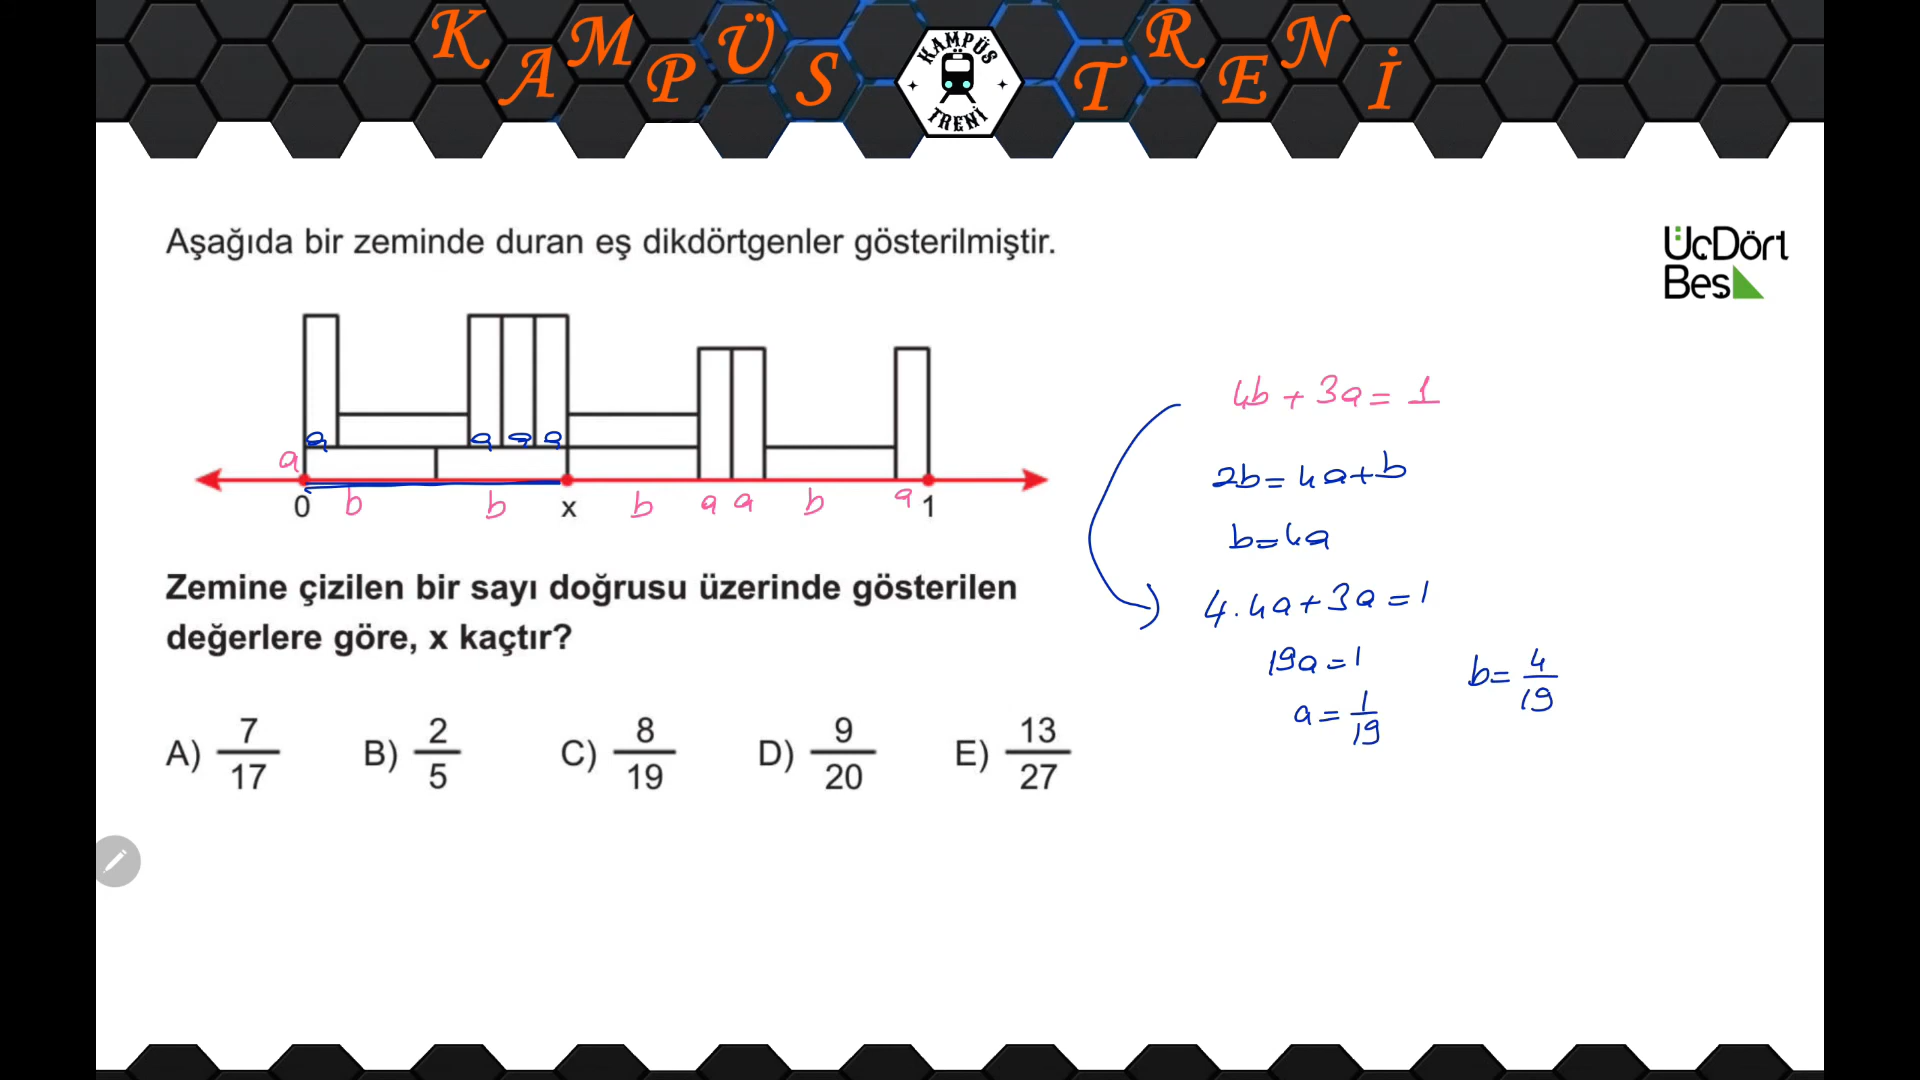 KAMPÜS TRENİ
KAMPÜS
TRENİ
Aşağıda bir zeminde duran eş dikdörtgenler gösterilmiştir.
ÜçDört
Beş
a a a a
a
0 b b x b a a b a 1
4b + 3a = 1
2b = 4a + b
b = 4a
4 . 4a + 3a = 1
19a = 1
a = 1/19
b = 4/19
Zemine çizilen bir sayı doğrusu üzerinde gösterilen
değerlere göre, x kaçtır?
A) 7/17 B) 2/5 C) 8/19 D) 9/20 E) 13/27